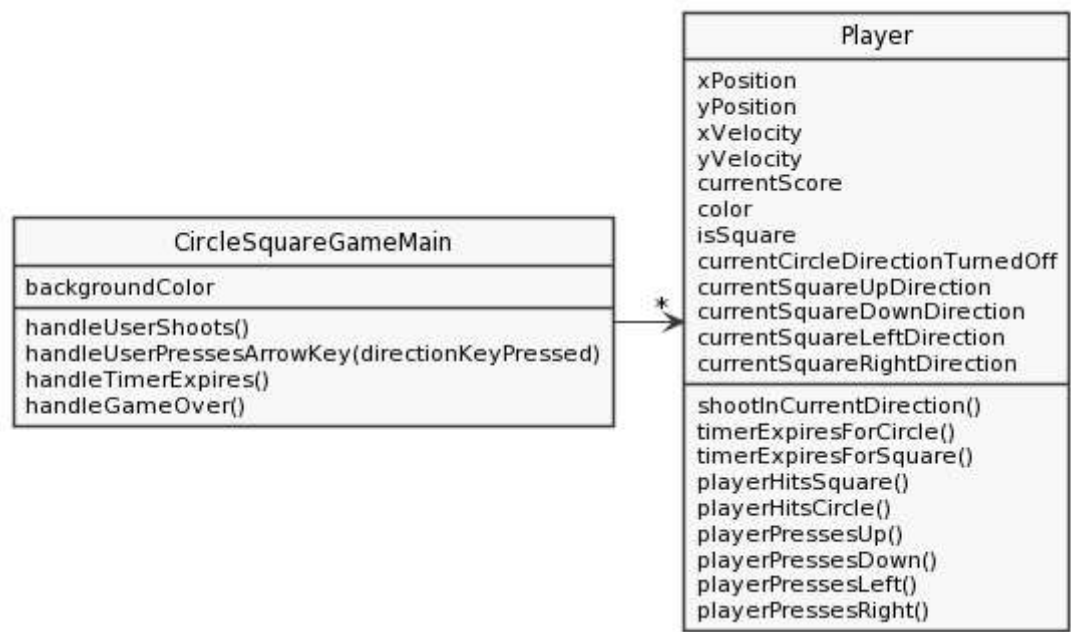 CircleSquareGameMain
backgroundColor
handleUserShoots()
handleUserPressesArrowKey(directionKeyPressed)
handleTimerExpires()
handleGameOver()
*
Player
xPosition
yPosition
xVelocity
yVelocity
currentScore
color
isSquare
currentCircleDirectionTurnedOff
currentSquareUpDirection
currentSquareDownDirection
currentSquareLeftDirection
currentSquareRightDirection
shootInCurrentDirection()
timerExpiresForCircle()
timerExpiresForSquare()
playerHitsSquare()
playerHitsCircle()
playerPressesUp()
playerPressesDown()
playerPressesLeft()
playerPressesRight()